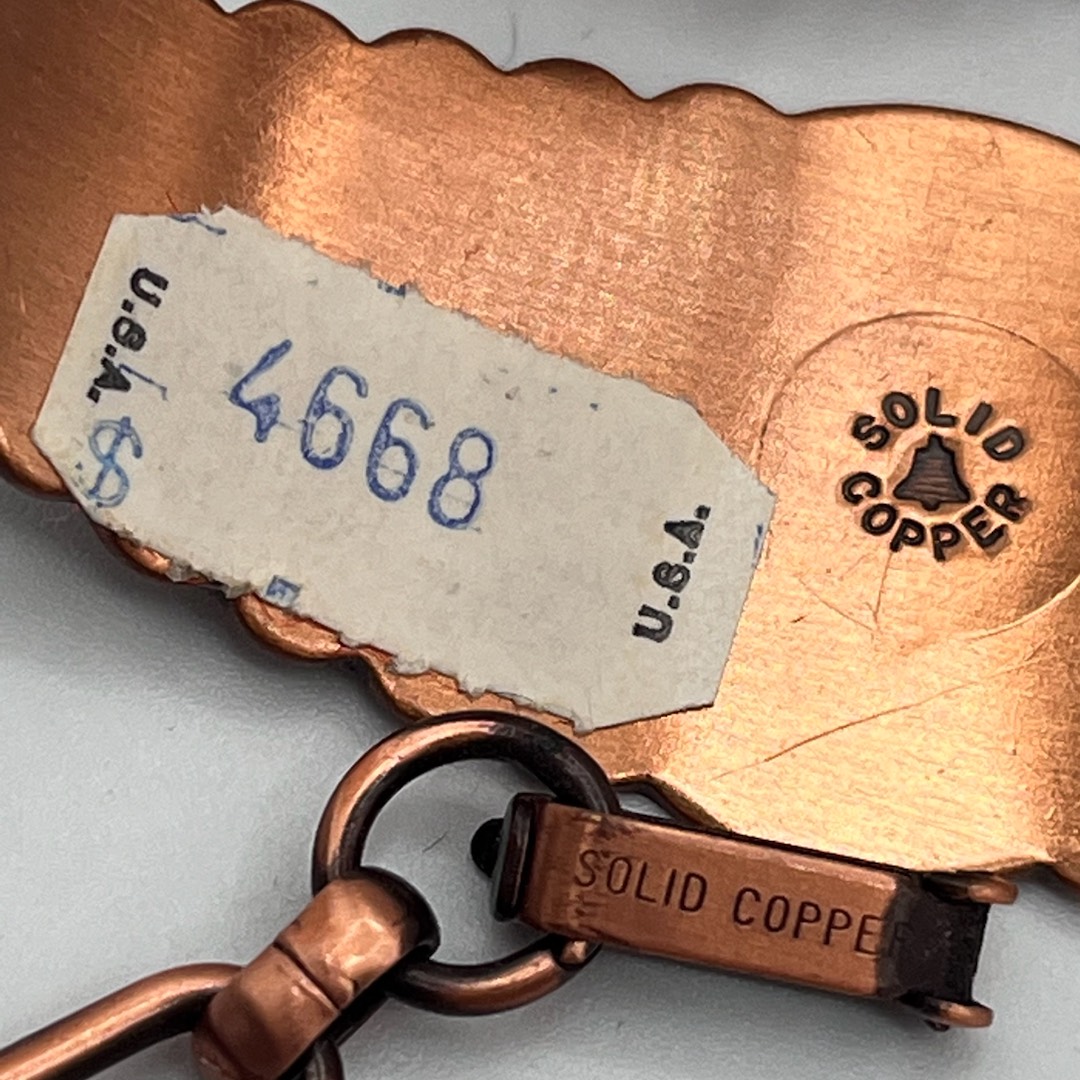 U.S.A.
$
4668
U.S.A.
SOLID
COPPER
SOLID COPPER